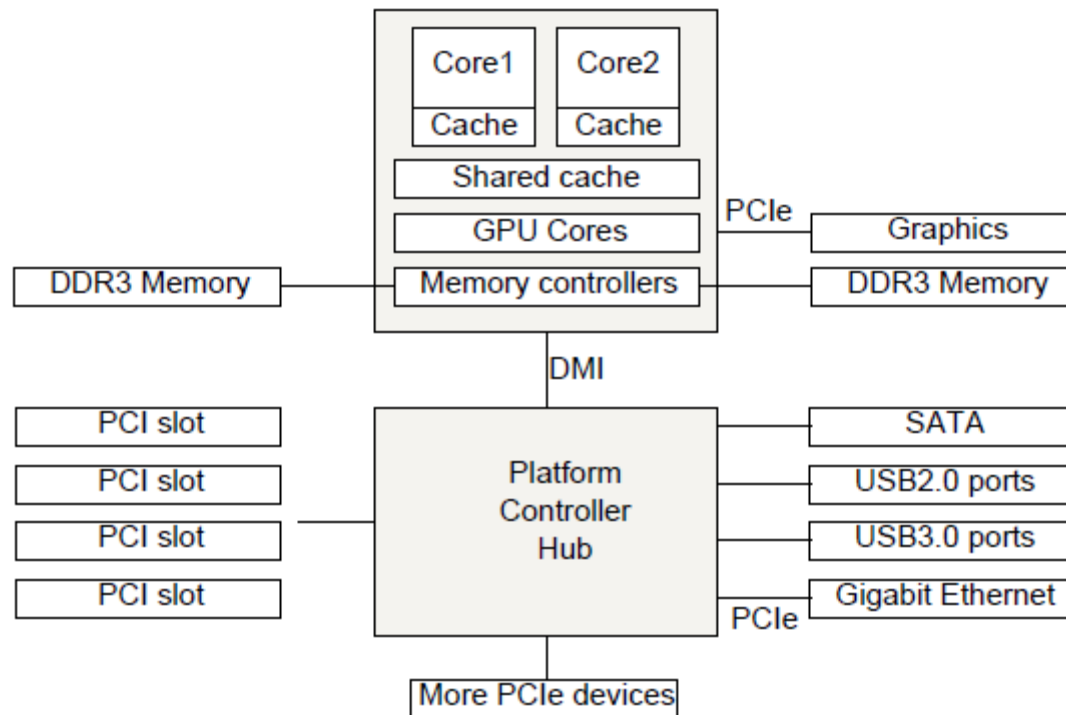 Core1
Core2
Cache
Cache
Shared cache
GPU Cores
PCIe
Graphics
DDR3 Memory
Memory controllers
DDR3 Memory
DMI
PCI slot
SATA
PCI slot
Platform
Controller
Hub
USB2.0 ports
PCI slot
USB3.0 ports
PCI slot
Gigabit Ethernet
PCIe
More PCIe devices